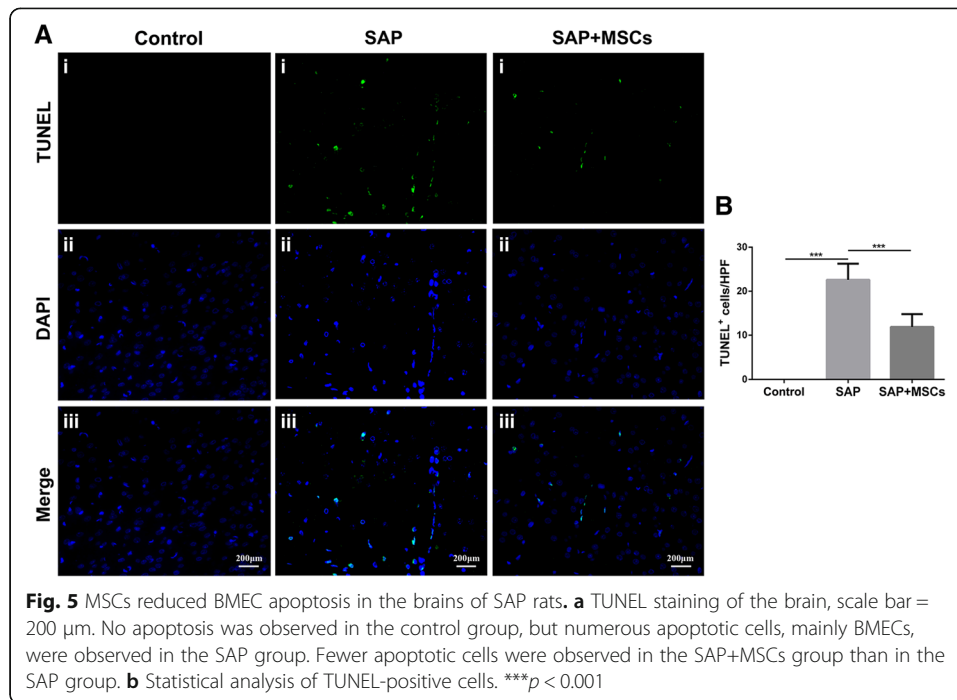 A
Control SAP SAP+MSCs
TUNEL
i i i
DAPI
ii ii ii
Merge
iii iii iii
200μm 200μm 200μm
B
TUNEL⁺ cells/HPF
30
20
10
0
*** ***
Control SAP SAP+MSCs
Fig. 5 MSCs reduced BMEC apoptosis in the brains of SAP rats. a TUNEL staining of the brain, scale bar =
200 μm. No apoptosis was observed in the control group, but numerous apoptotic cells, mainly BMECs,
were observed in the SAP group. Fewer apoptotic cells were observed in the SAP+MSCs group than in the
SAP group. b Statistical analysis of TUNEL-positive cells. ***p < 0.001